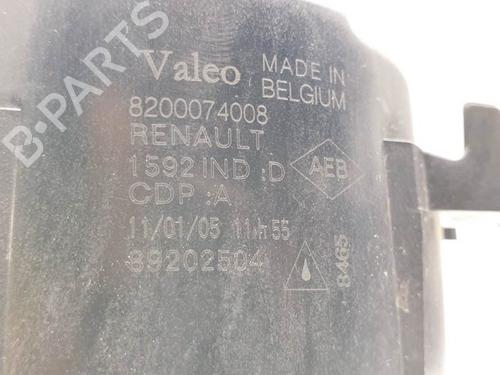 Valeo MADE IN
BELGIUM
8200074008
RENAULT
1592 IND :D
AEB
CDP :A
11/01/05 11h55
89202504
8465
B-PARTS